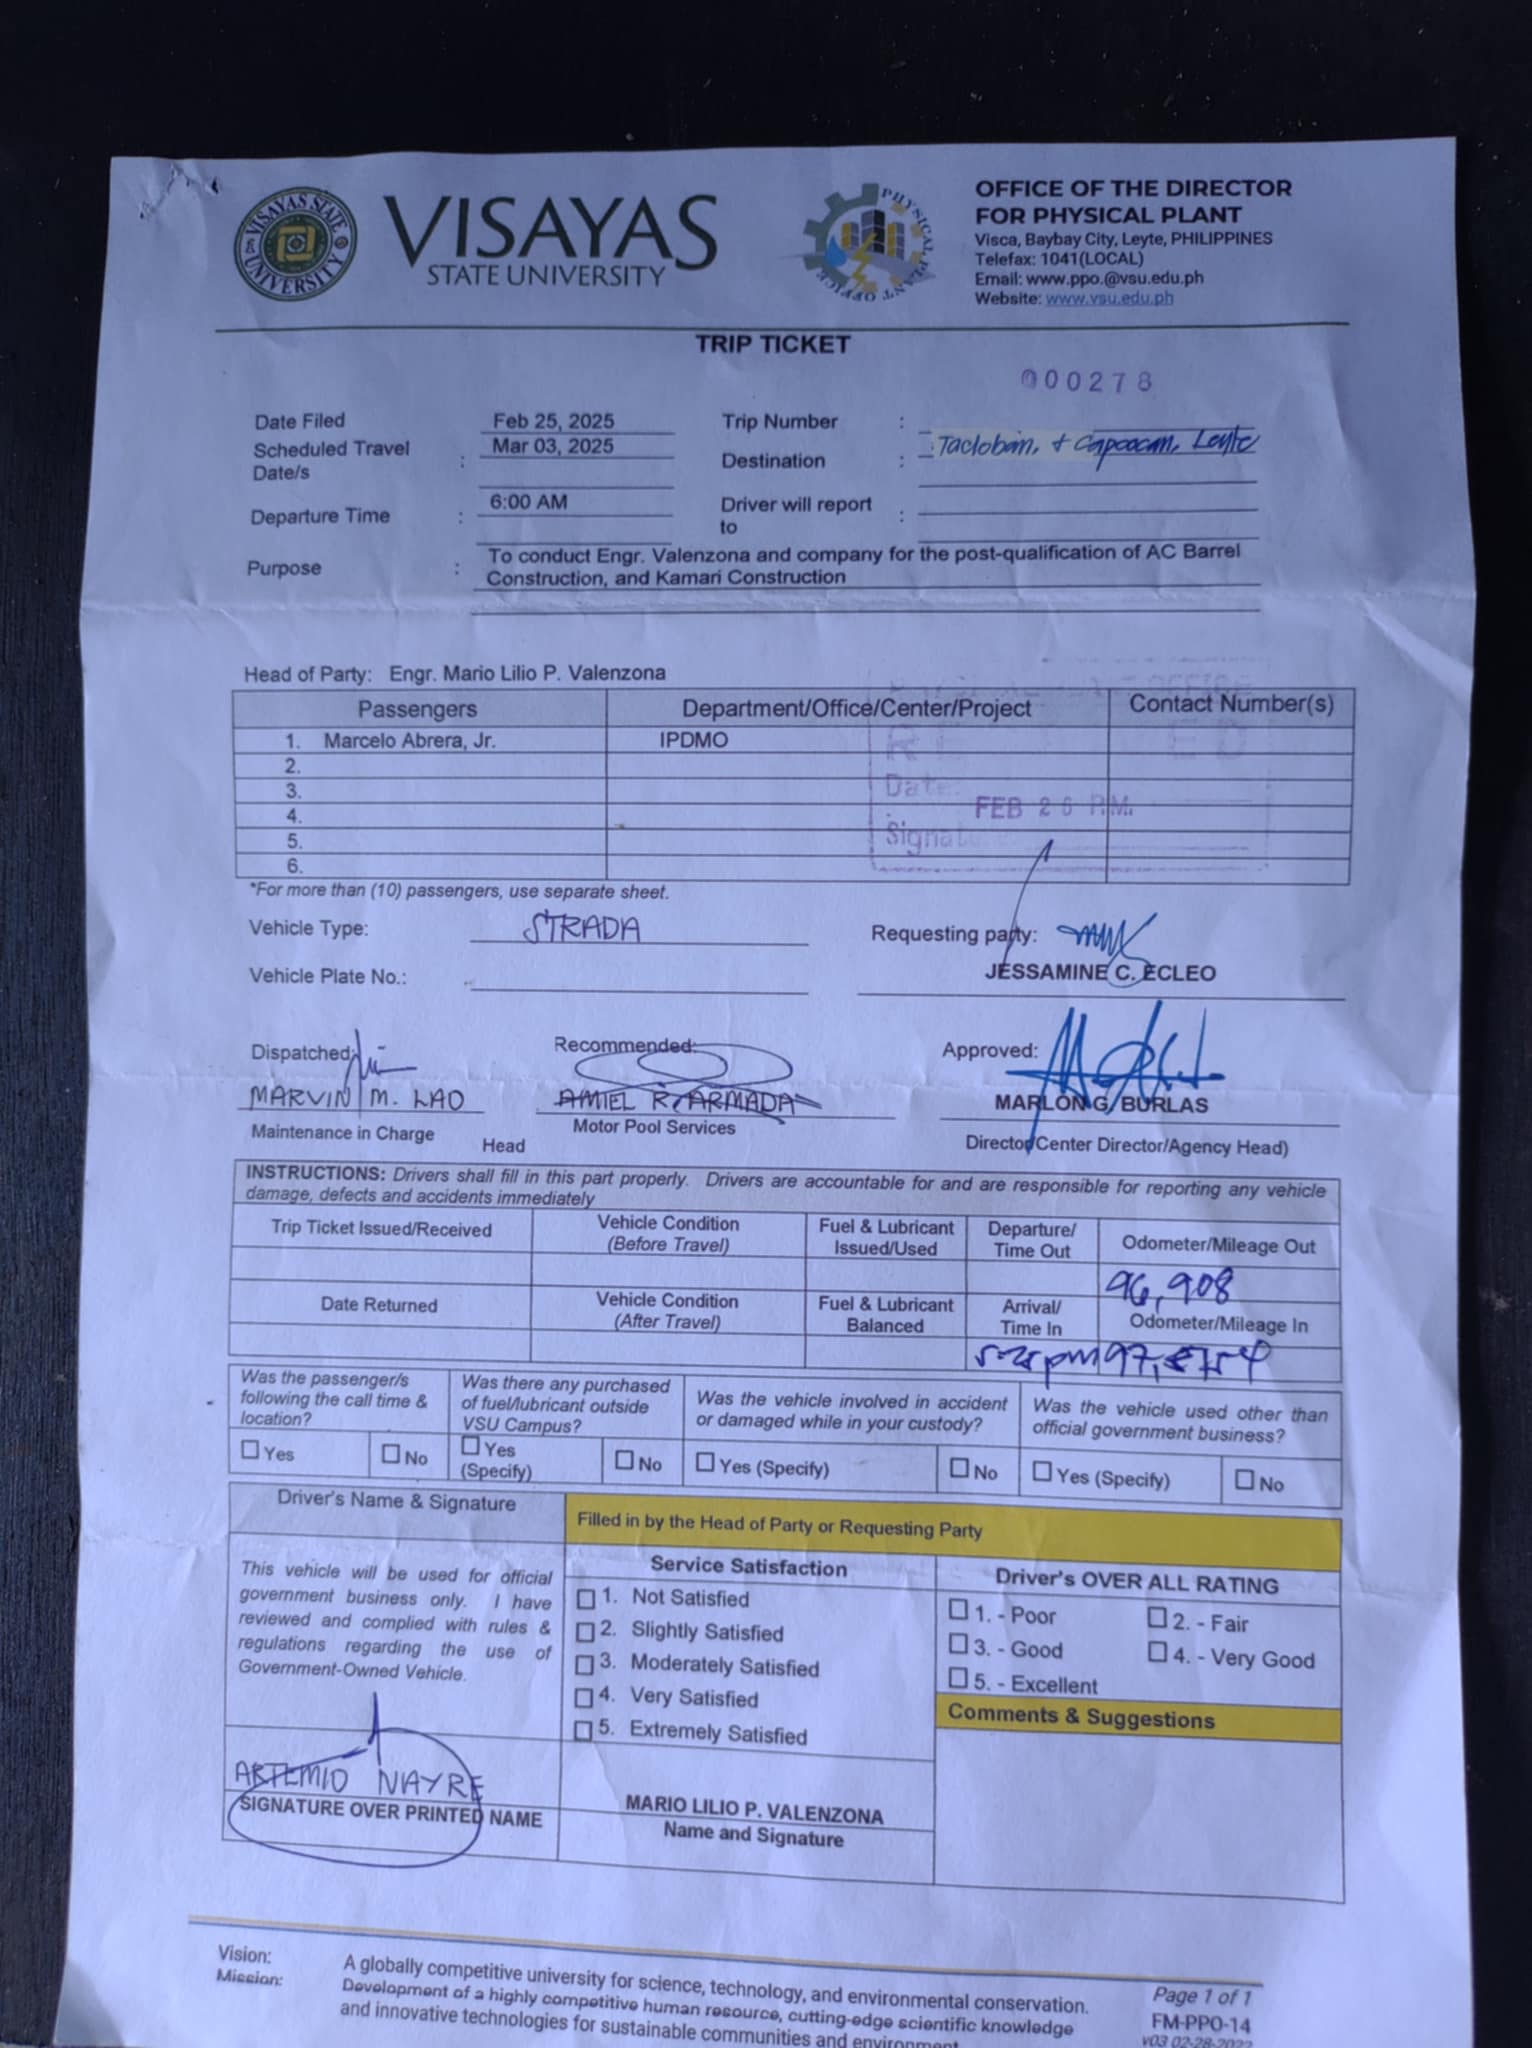 VISAYAS STATE UNIVERSITY
VISAYAS
STATE UNIVERSITY
PHYSICAL PLANT OFFICE
OFFICE OF THE DIRECTOR
FOR PHYSICAL PLANT
Visca, Baybay City, Leyte, PHILIPPINES
Telefax: 1041(LOCAL)
Email: www.ppo.@vsu.edu.ph
Website: www.vsu.edu.ph
TRIP TICKET
000278
Date Filed Feb 25, 2025 Trip Number :
Scheduled Travel Date/s : Mar 03, 2025 Destination : Tacloban, & Capoocan, Leyte
Departure Time : 6:00 AM Driver will report to :
Purpose : To conduct Engr. Valenzona and company for the post-qualification of AC Barrel
Construction, and Kamari Construction
Head of Party: Engr. Mario Lilio P. Valenzona
Passengers Department/Office/Center/Project Contact Number(s)
1. Marcelo Abrera, Jr. IPDMO
2.
3.
4.
5.
6.
Date:
FEB 26 P.M.
*For more than (10) passengers, use separate sheet.
Vehicle Type: STRADA Requesting party:
Vehicle Plate No.: JESSAMINE C. ECLEO
Dispatched: Recommended: Approved:
MARVIN M. LAO AMIEL R. ARMADA MARLON G. BURLAS
Maintenance in Charge Head Motor Pool Services Director/Center Director/Agency Head)
INSTRUCTIONS: Drivers shall fill in this part properly. Drivers are accountable for and are responsible for reporting any vehicle
damage, defects and accidents immediately
Trip Ticket Issued/Received Vehicle Condition (Before Travel) Fuel & Lubricant Issued/Used Departure/ Time Out Odometer/Mileage Out
96,908
Date Returned Vehicle Condition (After Travel) Fuel & Lubricant Balanced Arrival/ Time In Odometer/Mileage In
Was the passenger/s following the call time & location?
Was there any purchased of fuel/lubricant outside VSU Campus?
Was the vehicle involved in accident or damaged while in your custody?
Was the vehicle used other than official government business?
Yes No Yes (Specify) No Yes (Specify) No Yes (Specify) No
Driver's Name & Signature Filled in by the Head of Party or Requesting Party
This vehicle will be used for official
government business only. I have
reviewed and complied with rules &
regulations regarding the use of
Government-Owned Vehicle.
ARTEMIO NAYRE
SIGNATURE OVER PRINTED NAME
Service Satisfaction
1. Not Satisfied
2. Slightly Satisfied
3. Moderately Satisfied
4. Very Satisfied
5. Extremely Satisfied
MARIO LILIO P. VALENZONA
Name and Signature
Driver's OVER ALL RATING
1. - Poor 2. - Fair
3. - Good 4. - Very Good
5. - Excellent
Comments & Suggestions
Vision: A globally competitive university for science, technology, and environmental conservation.
Mission: Development of a highly competitive human resource, cutting-edge scientific knowledge
and innovative technologies for sustainable communities and environment
Page 1 of 1
FM-PPO-14
v03 02-28-2022